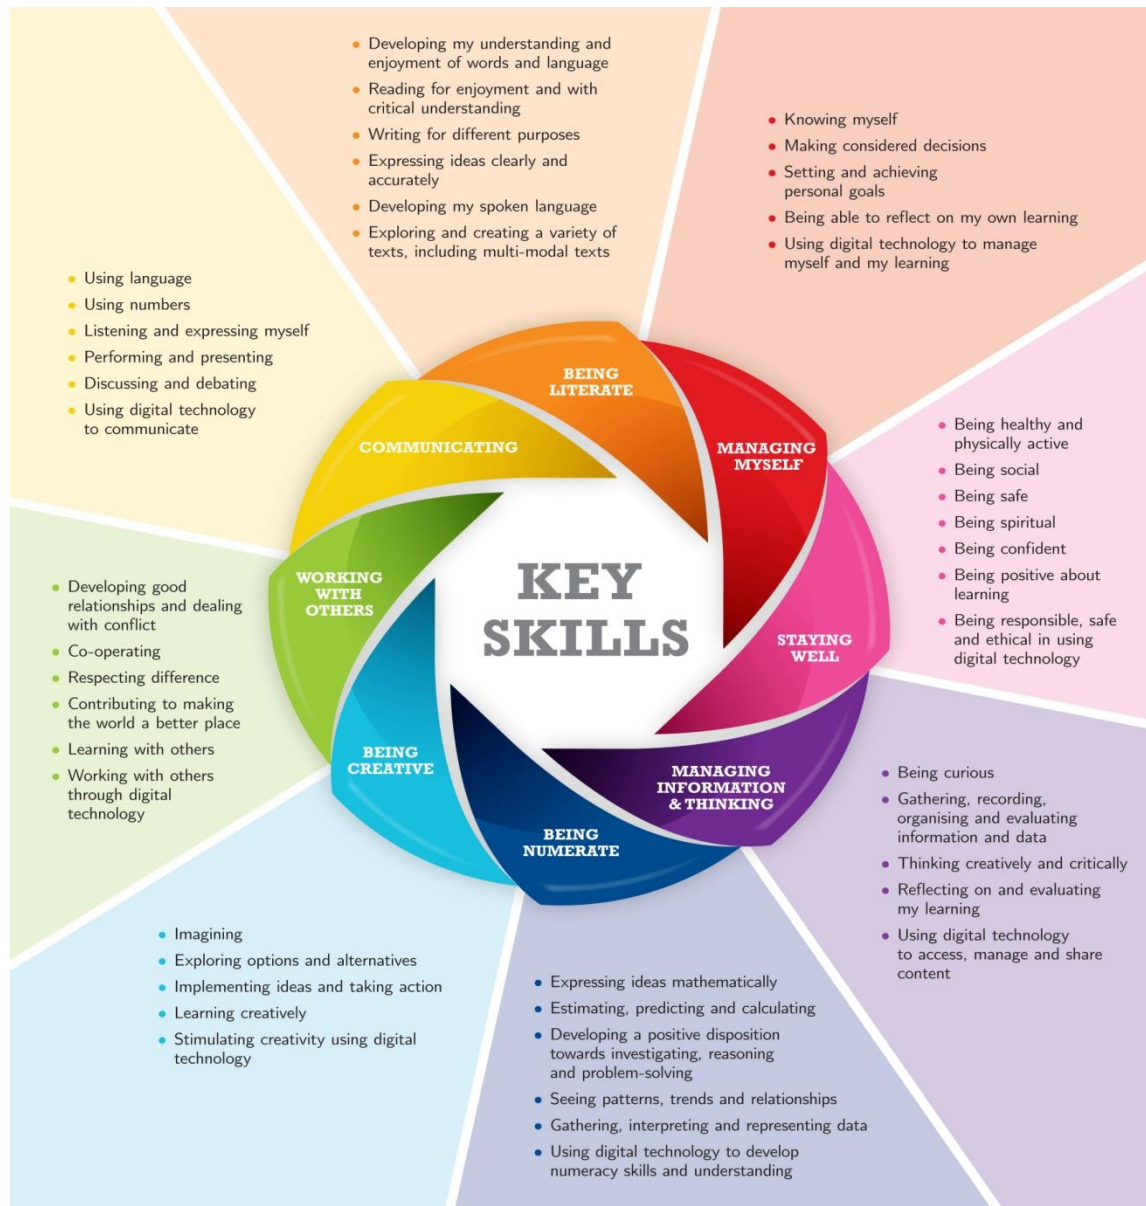 • Developing my understanding and
enjoyment of words and language
• Reading for enjoyment and with
critical understanding
• Writing for different purposes
• Expressing ideas clearly and
accurately
• Developing my spoken language
• Exploring and creating a variety of
texts, including multi-modal texts
• Knowing myself
• Making considered decisions
• Setting and achieving
personal goals
• Being able to reflect on my own learning
• Using digital technology to manage
myself and my learning
• Using language
• Using numbers
• Listening and expressing myself
• Performing and presenting
• Discussing and debating
• Using digital technology
to communicate
BEING
LITERATE
MANAGING
MYSELF
COMMUNICATING
• Being healthy and
physically active
• Being social
• Being safe
• Being spiritual
• Being confident
• Being positive about
learning
• Being responsible, safe
and ethical in using
digital technology
WORKING
WITH
OTHERS
KEY
SKILLS
STAYING
WELL
• Developing good
relationships and dealing
with conflict
• Co-operating
• Respecting difference
• Contributing to making
the world a better place
• Learning with others
• Working with others
through digital
technology
BEING
CREATIVE
MANAGING
INFORMATION
& THINKING
BEING
NUMERATE
• Being curious
• Gathering, recording,
organising and evaluating
information and data
• Thinking creatively and critically
• Reflecting on and evaluating
my learning
• Using digital technology
to access, manage and share
content
• Imagining
• Exploring options and alternatives
• Implementing ideas and taking action
• Learning creatively
• Stimulating creativity using digital
technology
• Expressing ideas mathematically
• Estimating, predicting and calculating
• Developing a positive disposition
towards investigating, reasoning
and problem-solving
• Seeing patterns, trends and relationships
• Gathering, interpreting and representing data
• Using digital technology to develop
numeracy skills and understanding